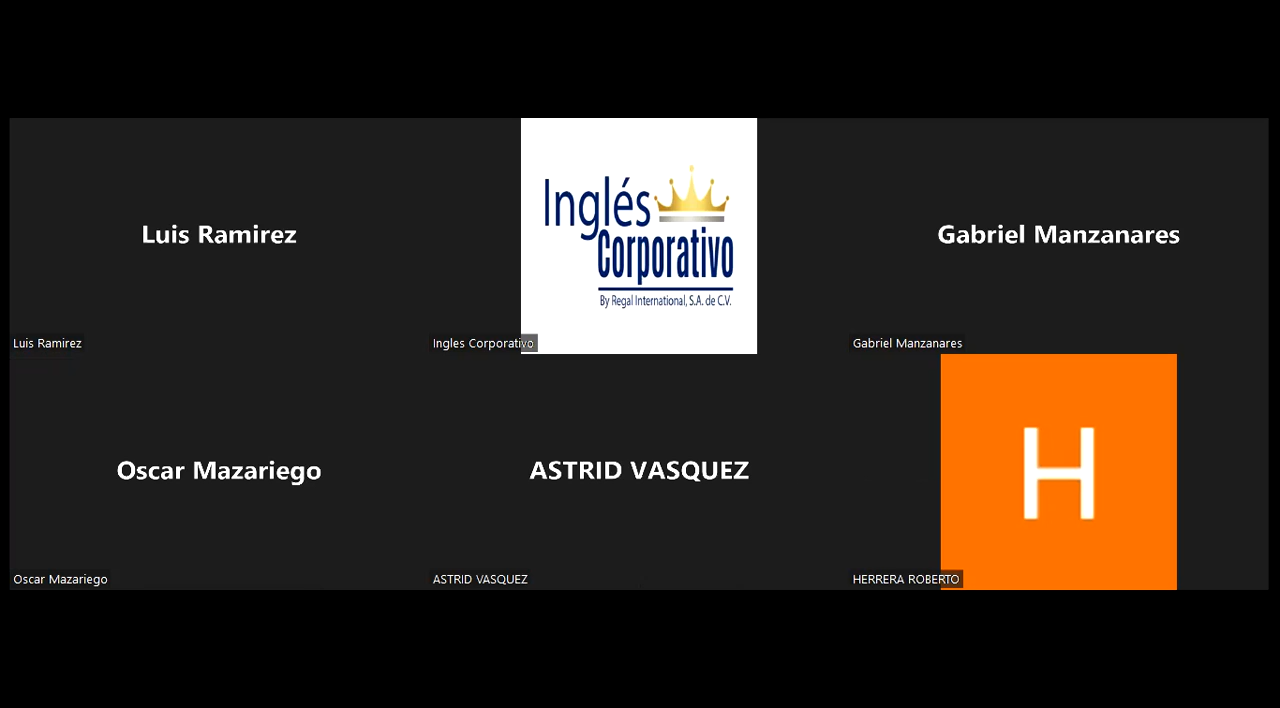 Luis Ramirez
Luis Ramirez
Inglés
Corporativo
By Regal International, S.A. de C.V.
Ingles Corporativo
Gabriel Manzanares
Gabriel Manzanares
Oscar Mazariego
Oscar Mazariego
ASTRID VASQUEZ
ASTRID VASQUEZ
H
HERRERA ROBERTO